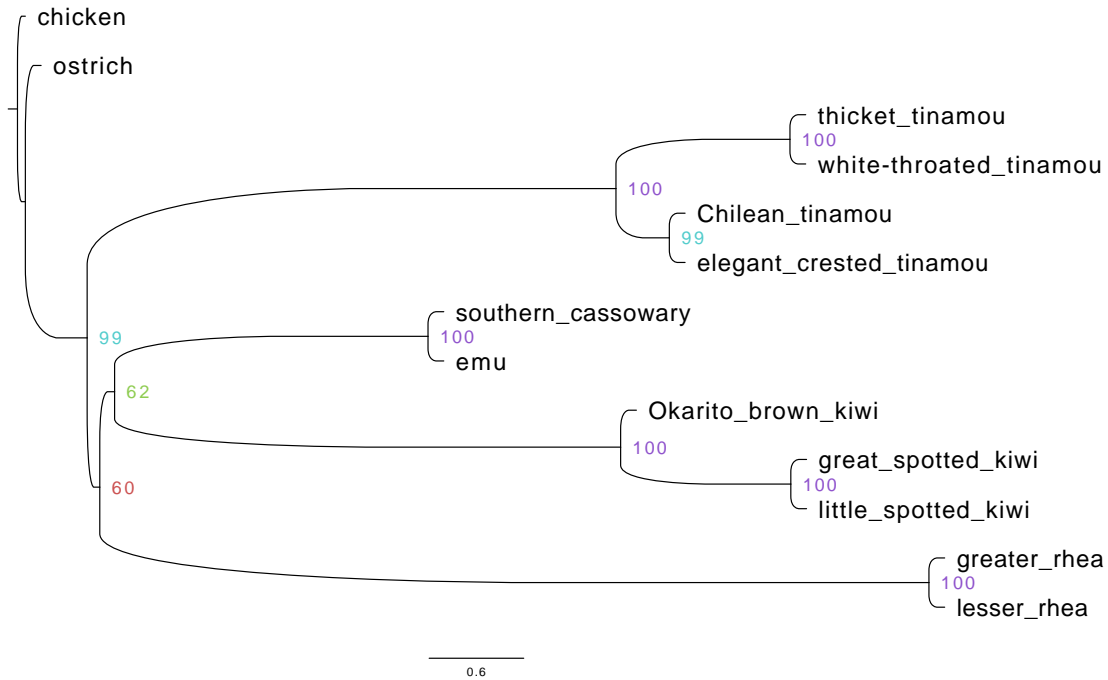 chicken
ostrich
thicket_tinamou
100
white-throated_tinamou
100
Chilean_tinamou
99
elegant_crested_tinamou
southern_cassowary
100
emu
99
62
Okarito_brown_kiwi
100
great_spotted_kiwi
100
little_spotted_kiwi
60
greater_rhea
100
lesser_rhea
0.6